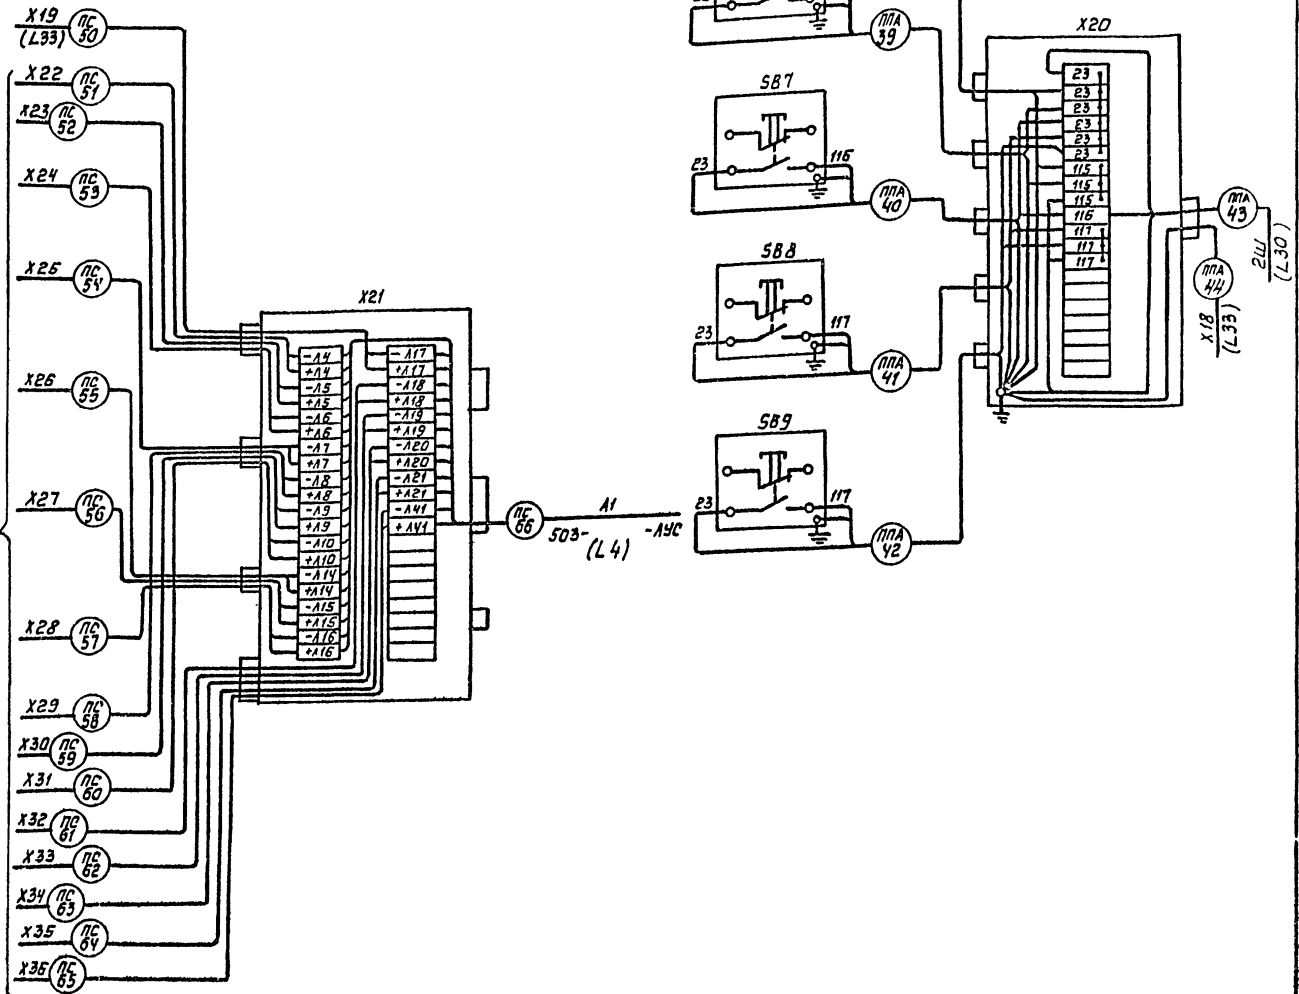 X19
(L33)
ПС
50
X22
ПС
51
X23
ПС
52
X24
ПС
53
X25
ПС
54
X26
ПС
55
X27
ПС
56
X28
ПС
57
X29
ПС
58
X30
ПС
59
X31
ПС
60
X32
ПС
61
X33
ПС
62
X34
ПС
63
X35
ПС
64
X36
ПС
65
X21
-Л4
+Л4
-Л5
+Л5
-Л6
+Л6
-Л7
+Л7
-Л8
+Л8
-Л9
+Л9
-Л10
+Л10
-Л14
+Л14
-Л15
+Л15
-Л16
+Л16
-Л17
+Л17
-Л18
+Л18
-Л19
+Л19
-Л20
+Л20
-Л21
+Л21
-Л41
+Л41
ПС
66
А1
503-
-ЛУС
(L4)
ППА
39
SB7
23
116
ППА
40
SB8
23
117
ППА
41
SB9
23
117
ППА
42
X20
23
23
23
23
23
23
115
115
115
116
117
117
117
ППА
43
2Ш
(L30)
ППА
44
X18
(L33)